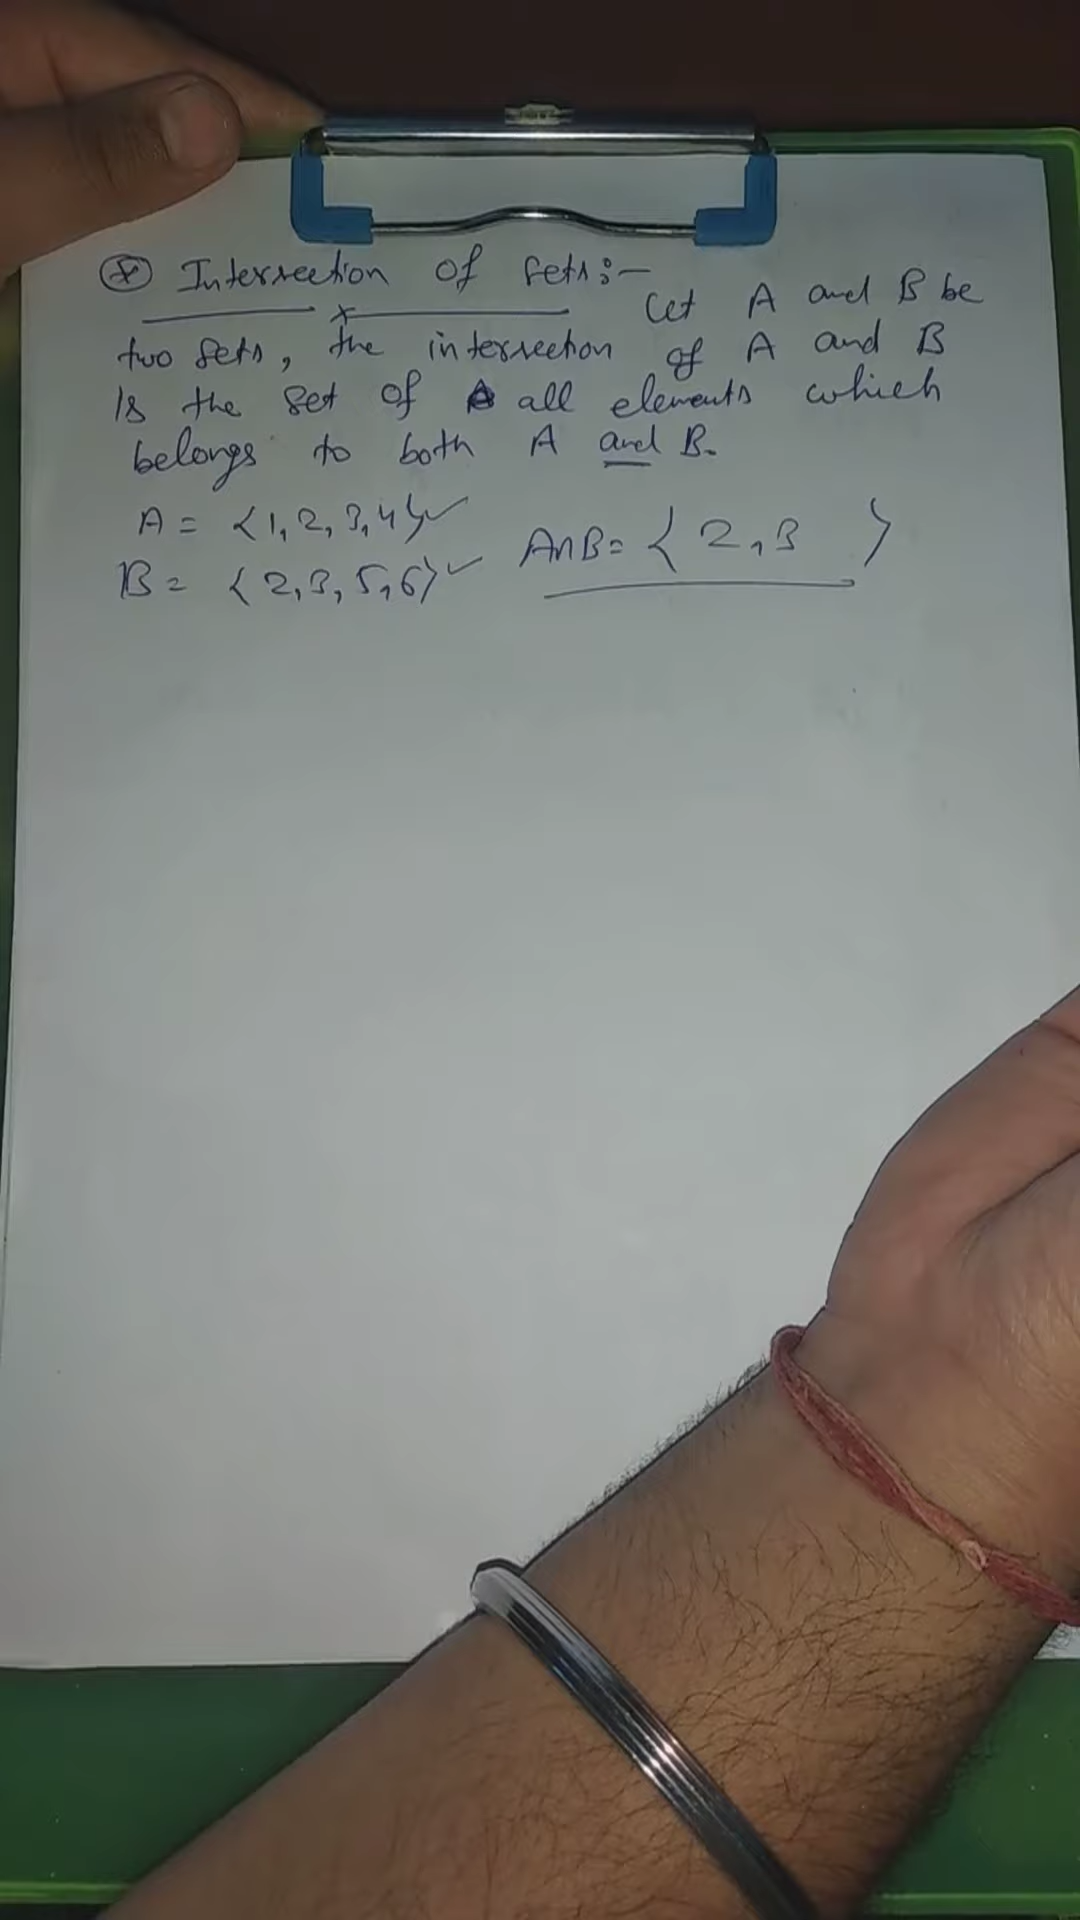 Intersection of sets:-
Let A and B be
two sets, the intersection of A and B
is the set of all elements which
belongs to both A and B.
A = {1, 2, 3, 4} ✓
B = {2, 3, 5, 6} ✓
A∩B = {2, 3 }